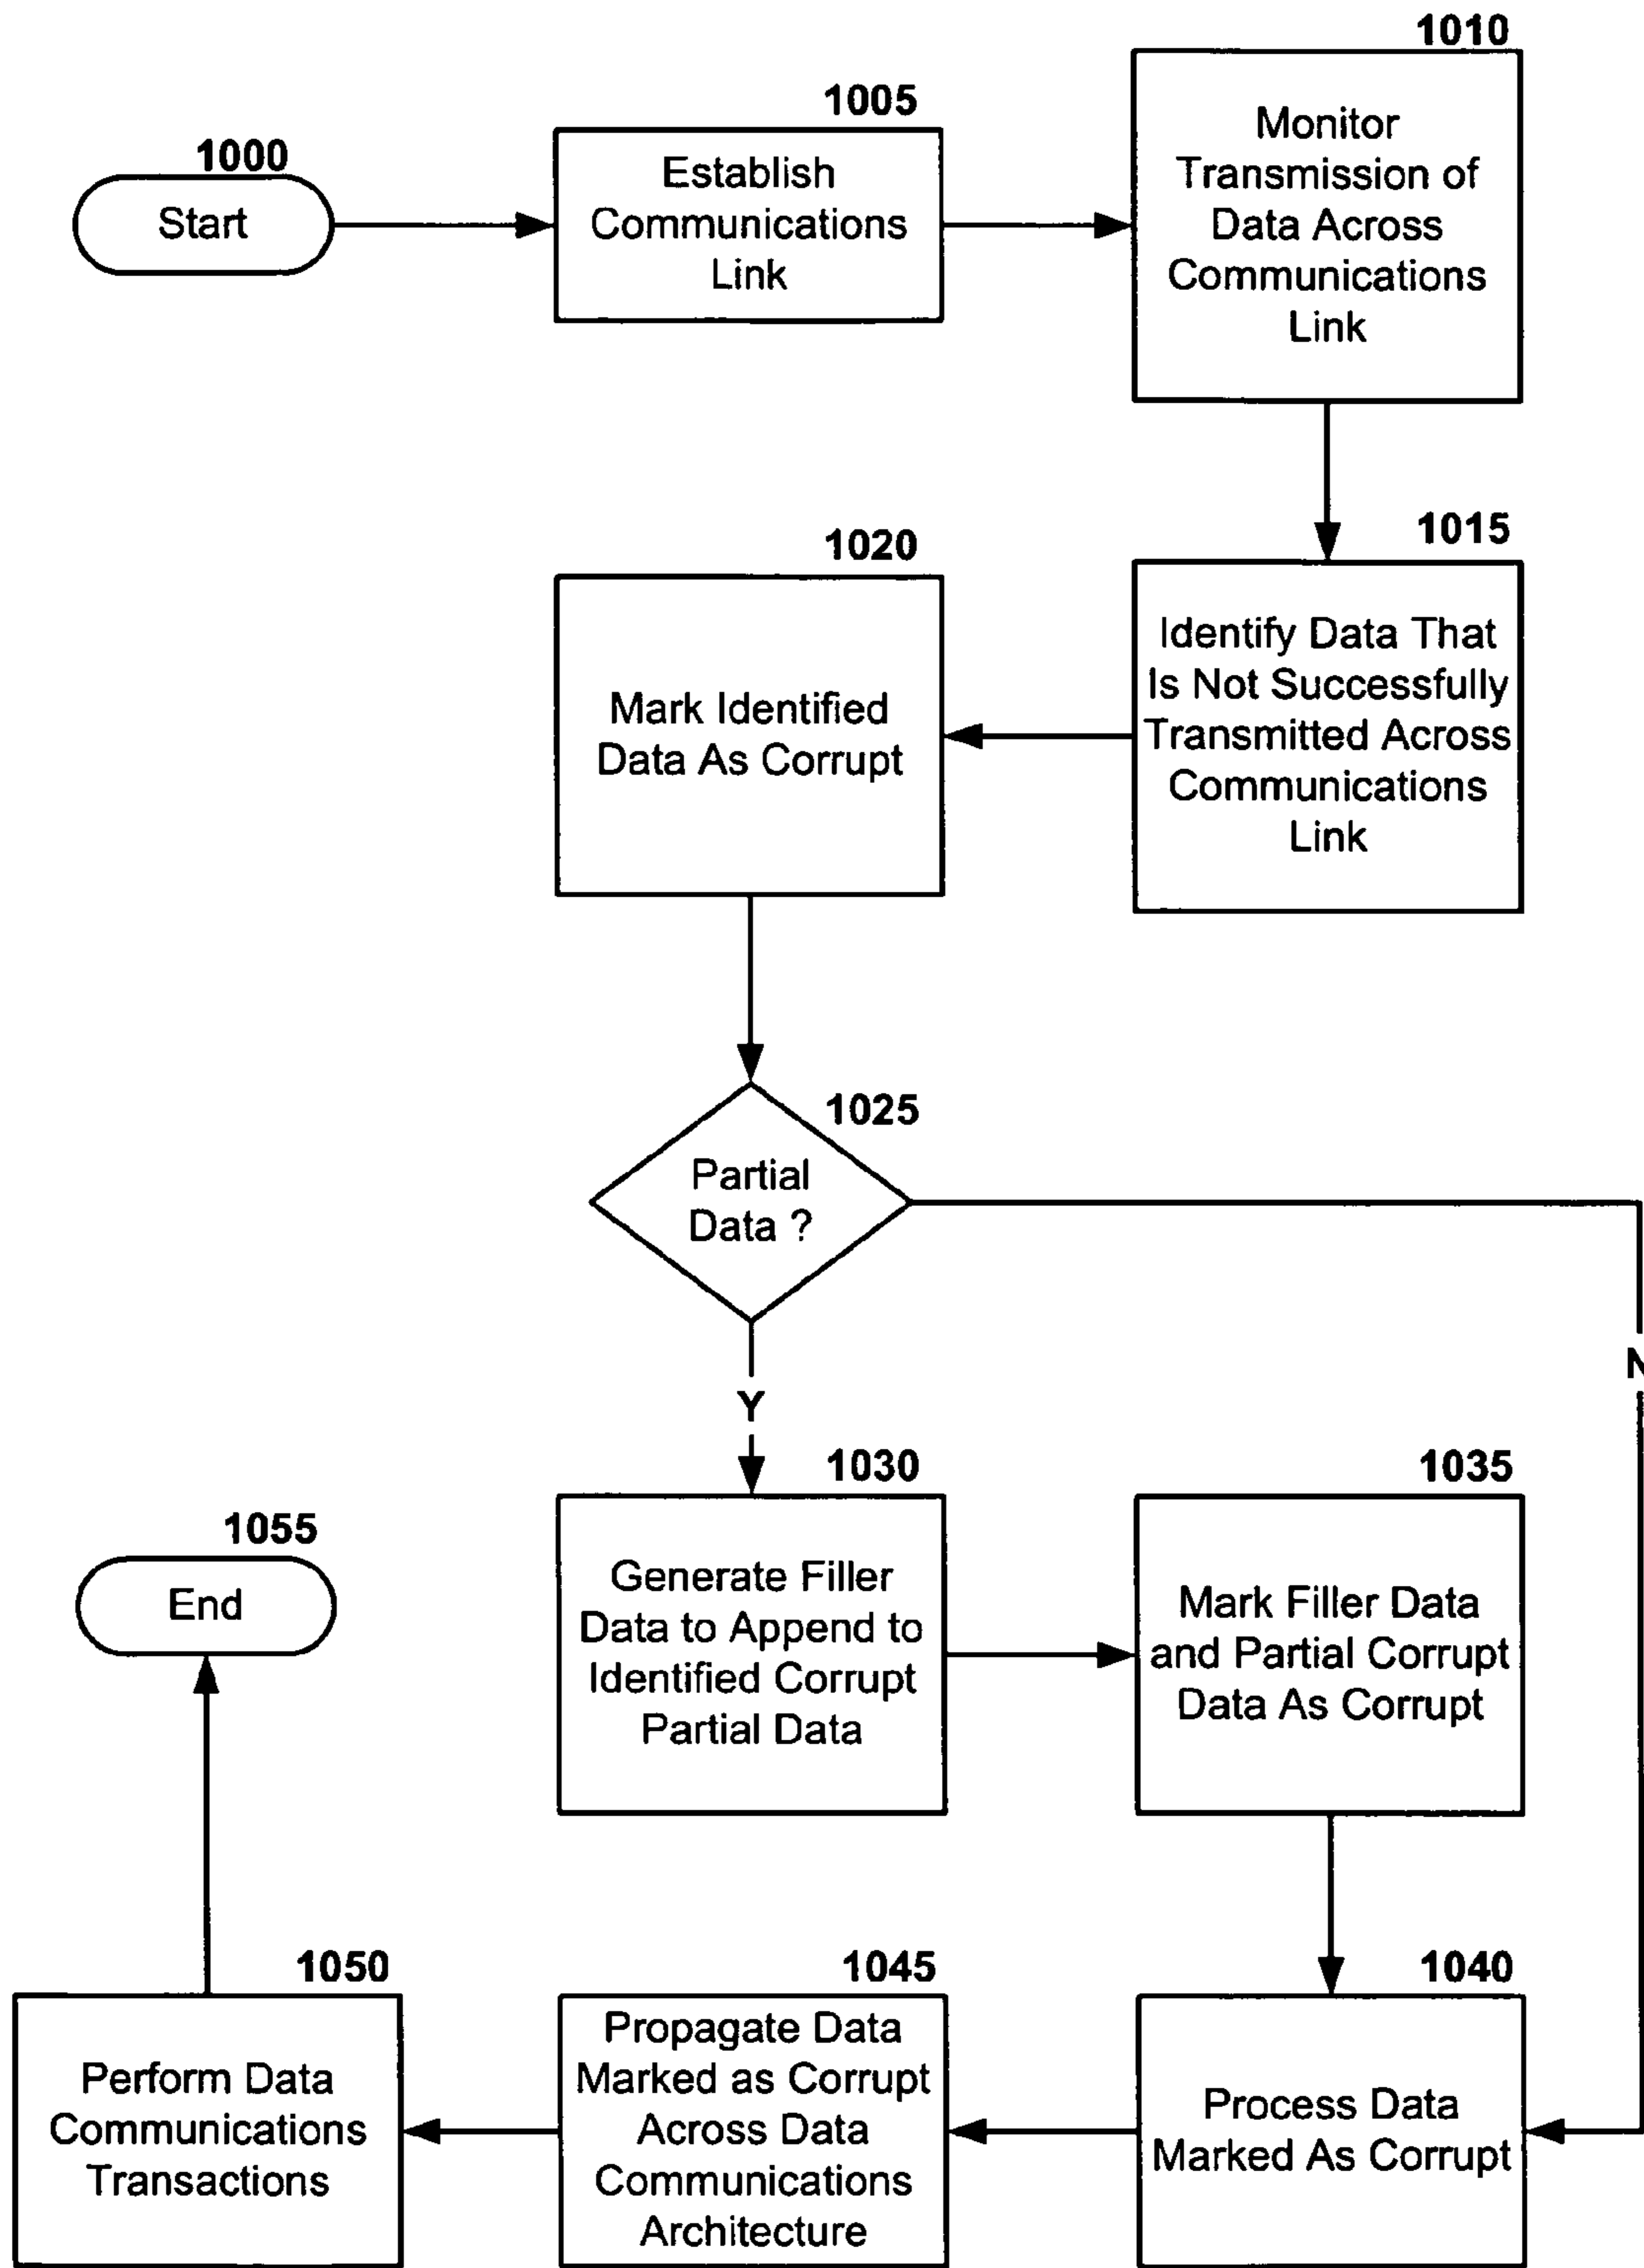 1000
Start
1005
Establish
Communications
Link
1010
Monitor
Transmission of
Data Across
Communications
Link
1015
Identify Data That
Is Not Successfully
Transmitted Across
Communications
Link
1020
Mark Identified
Data As Corrupt
1025
Partial
Data ?
N
Y
1030
Generate Filler
Data to Append to
Identified Corrupt
Partial Data
1035
Mark Filler Data
and Partial Corrupt
Data As Corrupt
1040
Process Data
Marked As Corrupt
1045
Propagate Data
Marked as Corrupt
Across Data
Communications
Architecture
1050
Perform Data
Communications
Transactions
1055
End